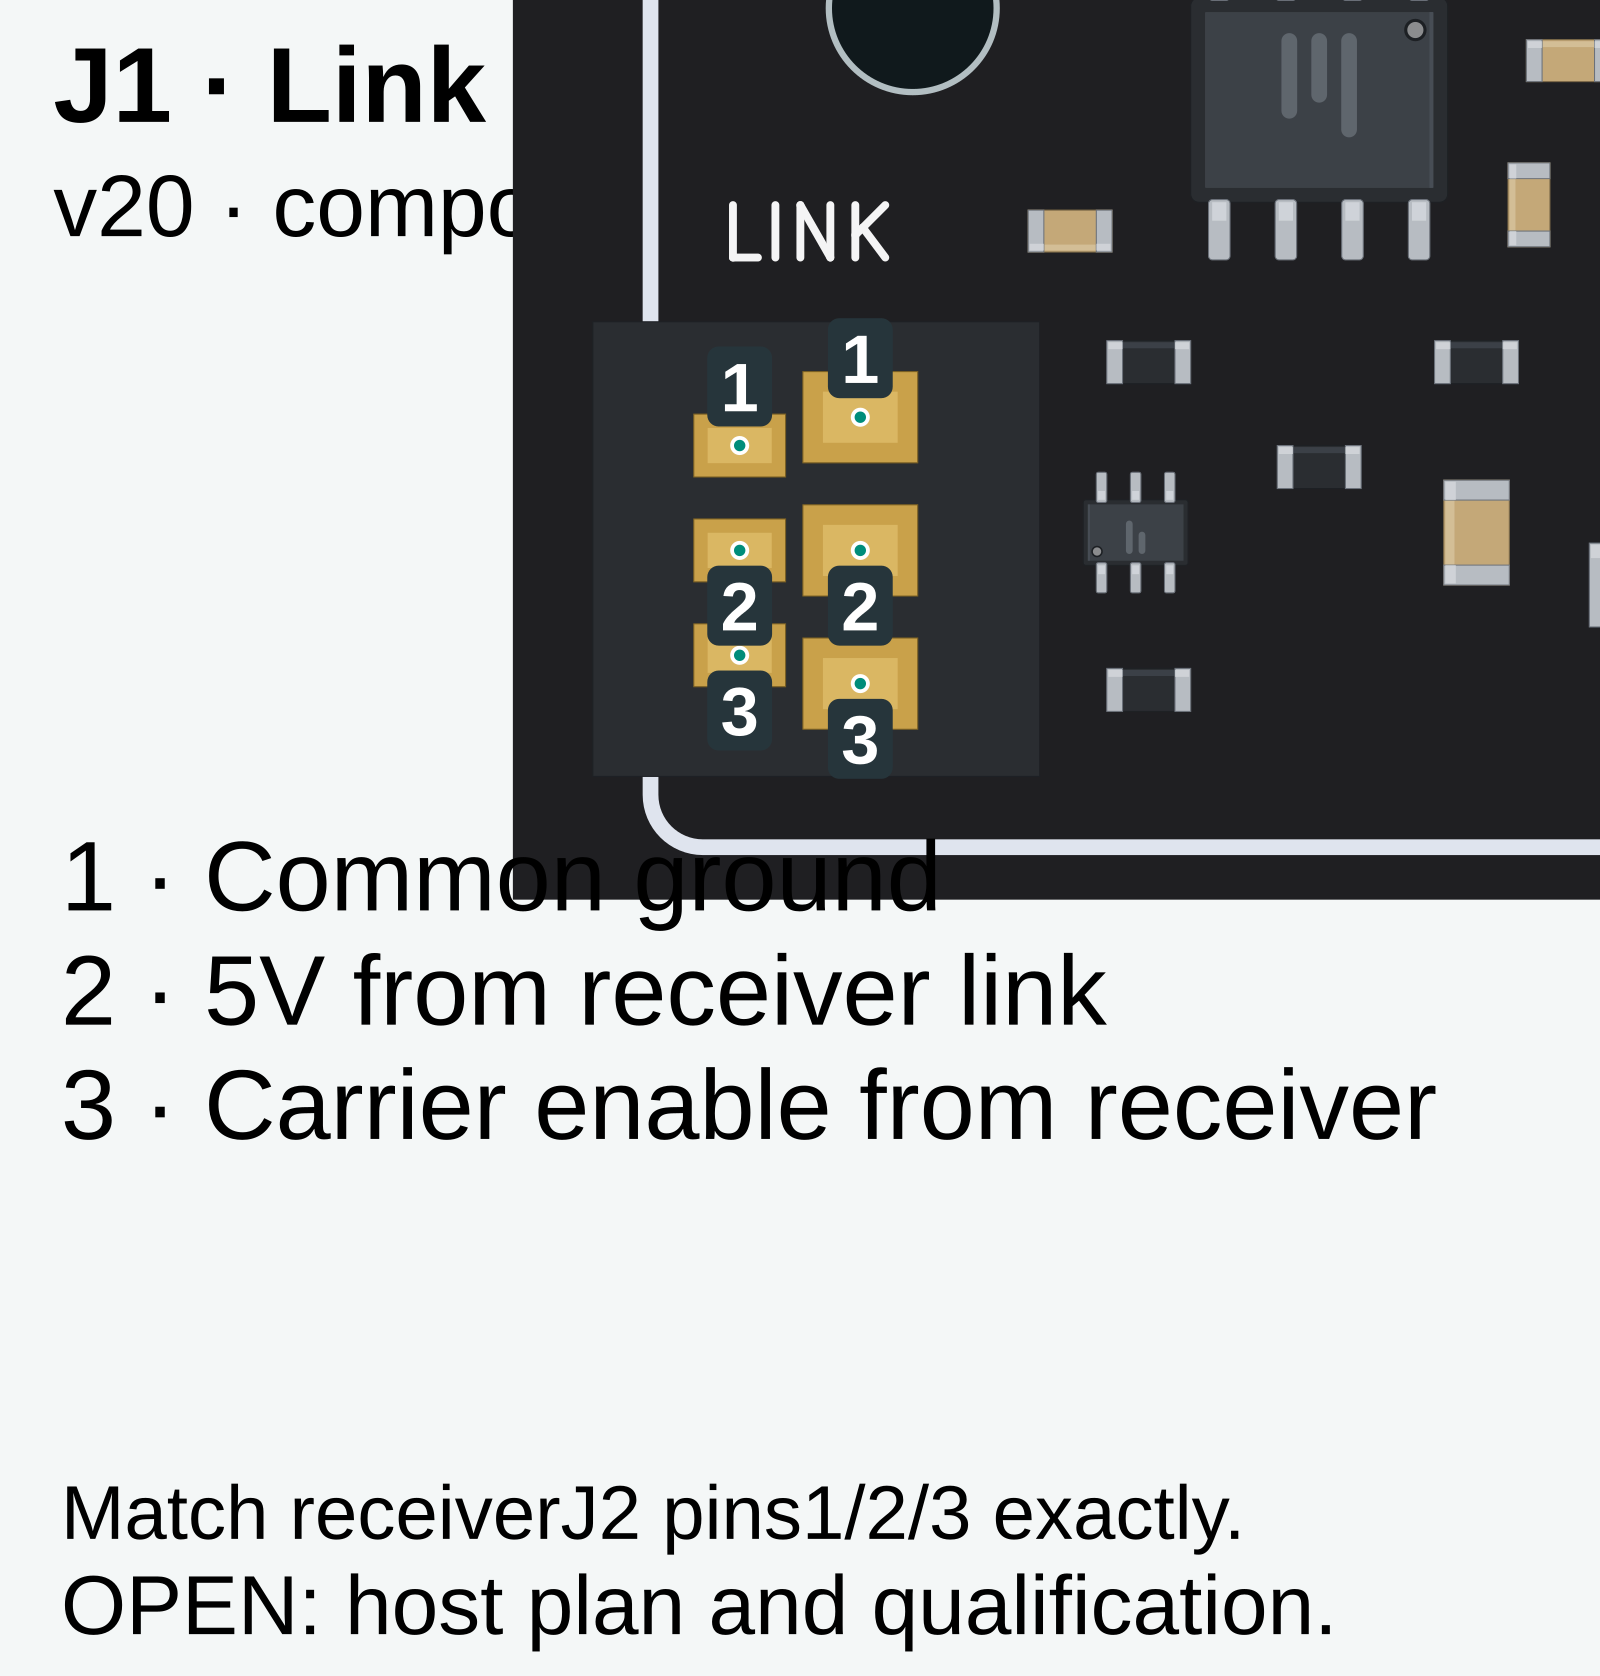 J1 · Link
v20 · compo
LINK
1 1
2 2
3 3
1 · Common ground
2 · 5V from receiver link
3 · Carrier enable from receiver
Match receiverJ2 pins1/2/3 exactly.
OPEN: host plan and qualification.